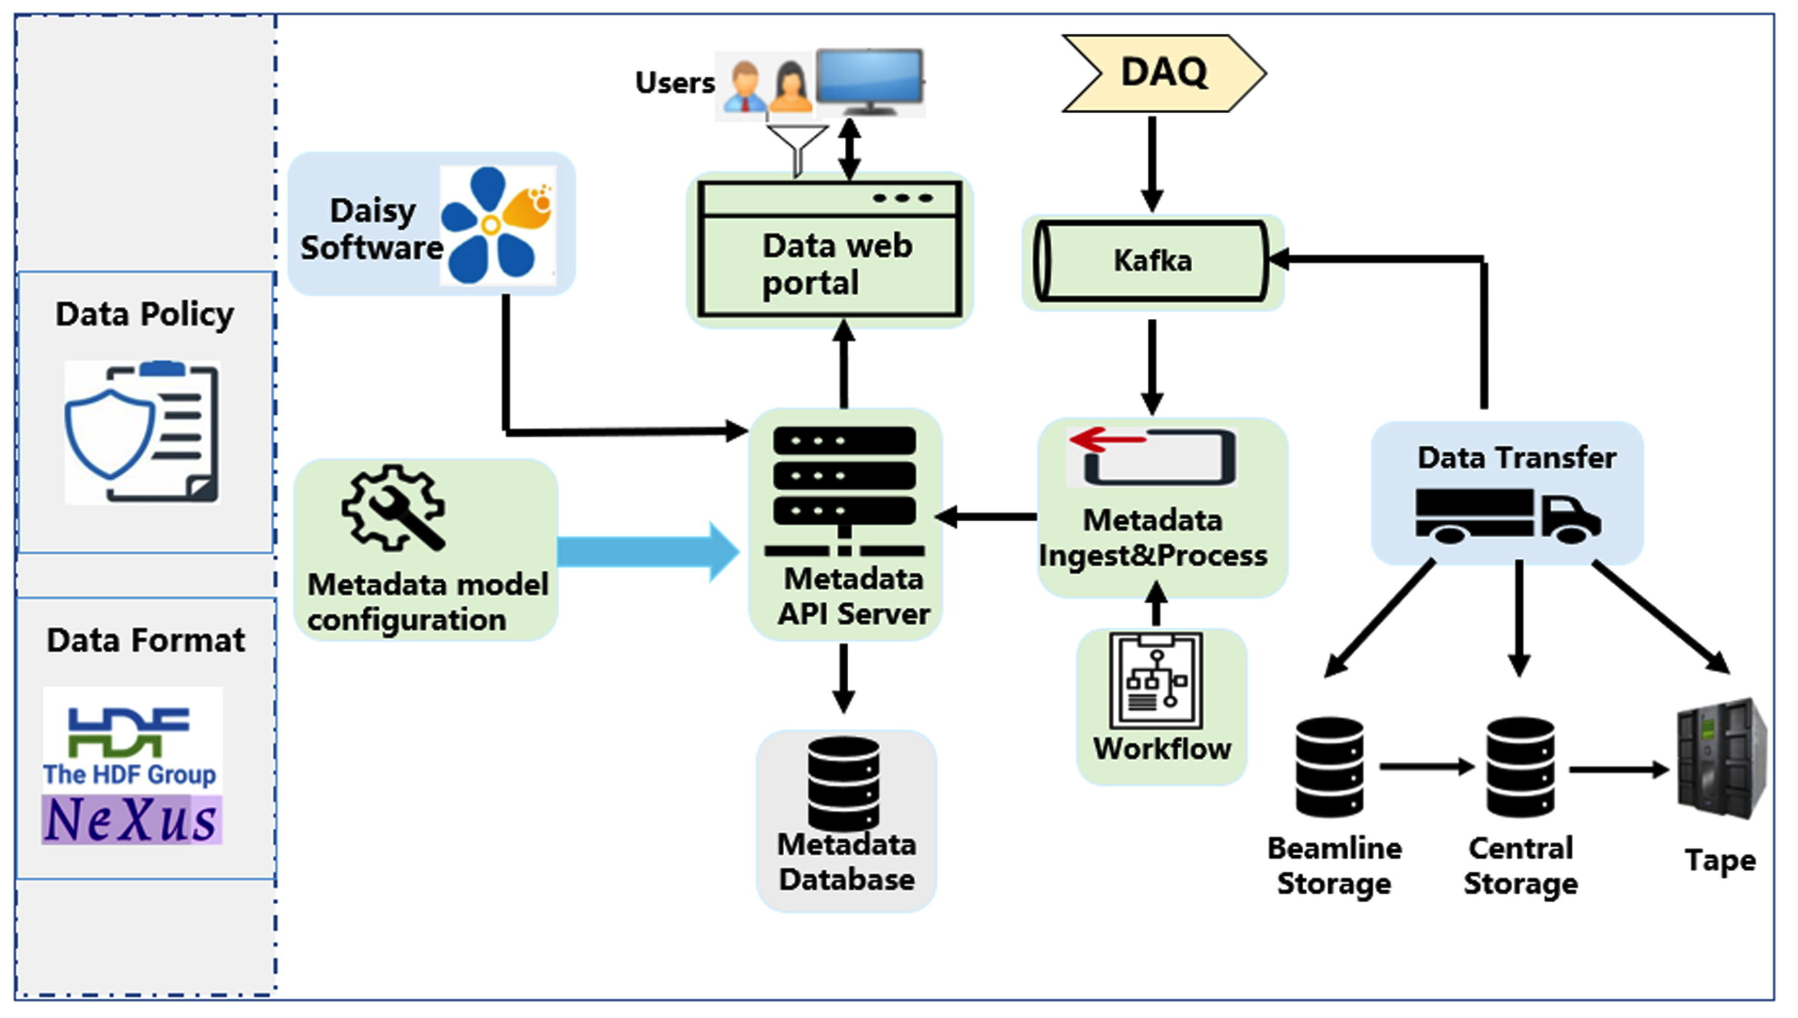 Data Policy
Data Format
HDF
The HDF Group
NeXus
Users
DAQ
Daisy
Software
Data web
portal
Kafka
Metadata model
configuration
Metadata
API Server
Metadata
Ingest&Process
Data Transfer
Workflow
Metadata
Database
Beamline
Storage
Central
Storage
Tape